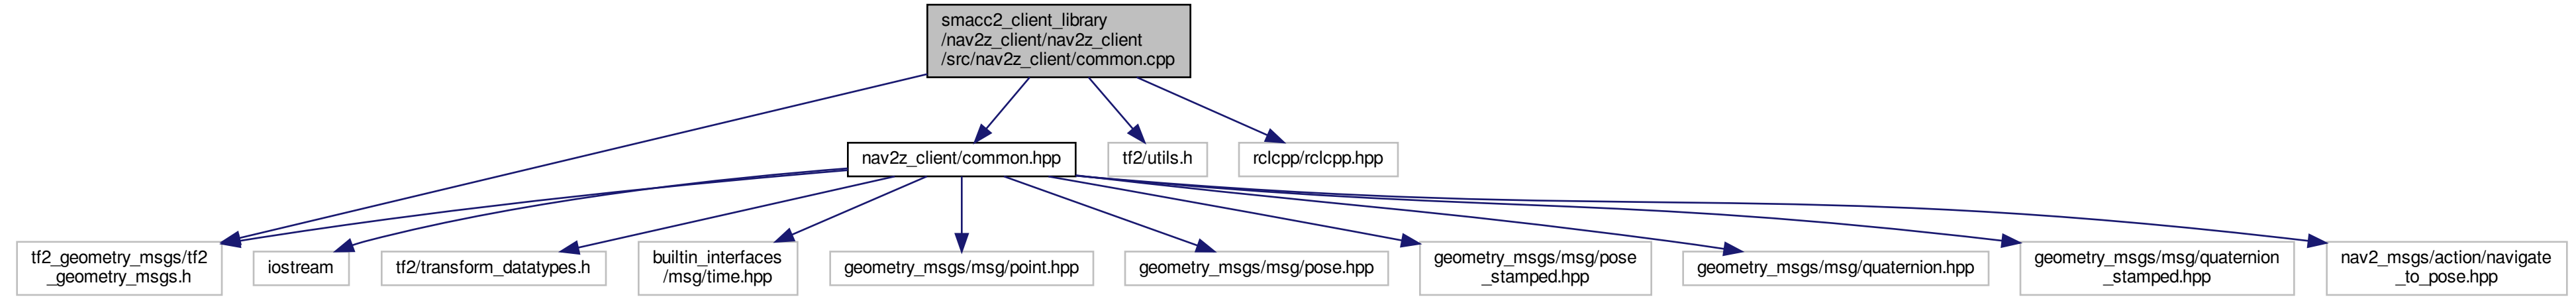 smacc2_client_library
/nav2z_client/nav2z_client
/src/nav2z_client/common.cpp
nav2z_client/common.hpp
tf2/utils.h
rclcpp/rclcpp.hpp
tf2_geometry_msgs/tf2
_geometry_msgs.h
iostream
tf2/transform_datatypes.h
builtin_interfaces
/msg/time.hpp
geometry_msgs/msg/point.hpp
geometry_msgs/msg/pose.hpp
geometry_msgs/msg/pose
_stamped.hpp
geometry_msgs/msg/quaternion.hpp
geometry_msgs/msg/quaternion
_stamped.hpp
nav2_msgs/action/navigate
_to_pose.hpp